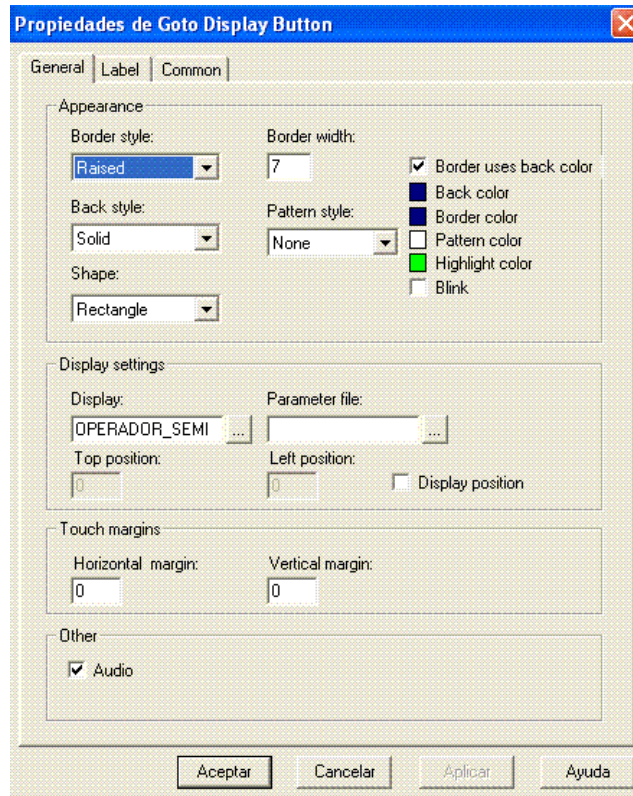 Propiedades de Goto Display Button
General Label Common
Appearance
Border style: Border width:
Raised 7 Border uses back color
Back color
Back style: Pattern style: Border color
Solid None Pattern color
Highlight color
Shape: Blink
Rectangle
Display settings
Display: Parameter file:
OPERADOR_SEMI ... ...
Top position: Left position:
0 0 Display position
Touch margins
Horizontal margin: Vertical margin:
0 0
Other
Audio
Aceptar Cancelar Aplicar Ayuda